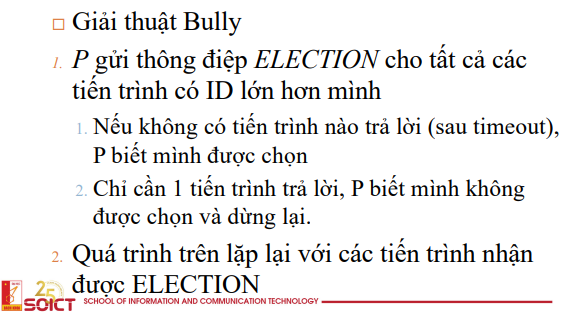 Giải thuật Bully
1. P gửi thông điệp ELECTION cho tất cả các
tiến trình có ID lớn hơn mình
1. Nếu không có tiến trình nào trả lời (sau timeout),
P biết mình được chọn
2. Chỉ cần 1 tiến trình trả lời, P biết mình không
được chọn và dừng lại.
2. Quá trình trên lặp lại với các tiến trình nhận
được ELECTION
25
SOICT
SCHOOL OF INFORMATION AND COMMUNICATION TECHNOLOGY